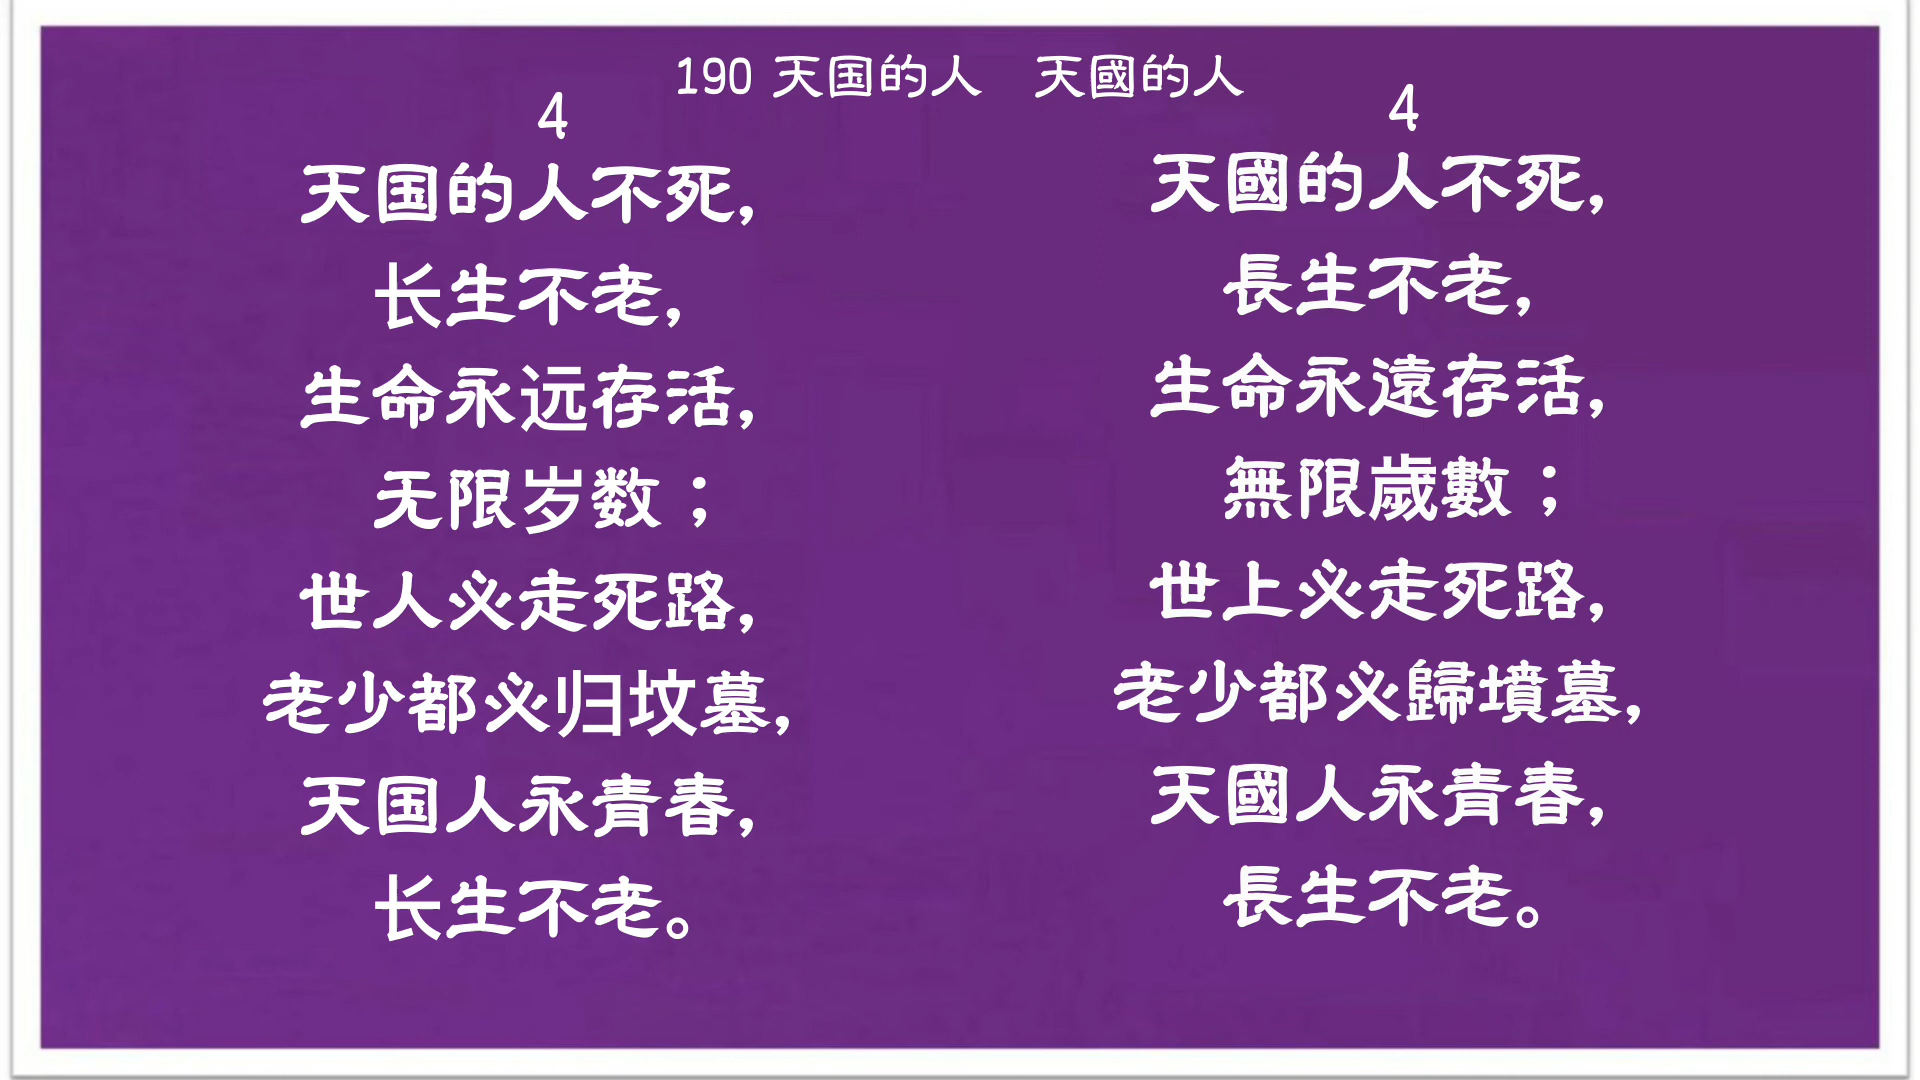 190 天国的人　天國的人
4
天国的人不死,
长生不老,
生命永远存活,
无限岁数；
世人必走死路,
老少都必归坟墓,
天国人永青春,
长生不老。
4
天國的人不死,
長生不老,
生命永遠存活,
無限歲數；
世上必走死路,
老少都必歸墳墓,
天國人永青春,
長生不老。